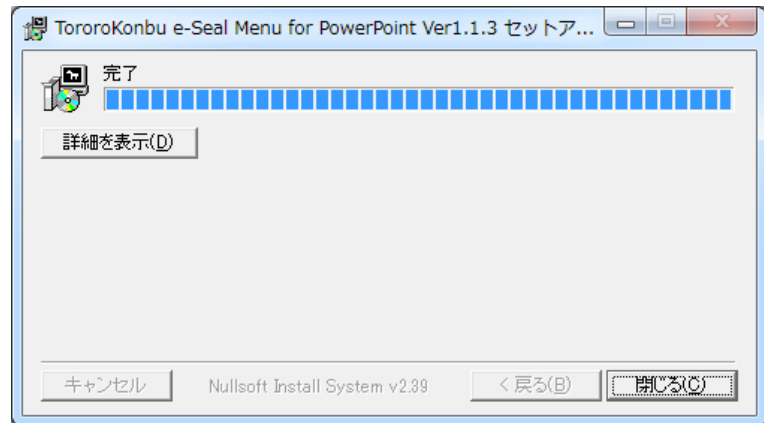 TororoKonbu e-Seal Menu for PowerPoint Ver1.1.3 セットア...
完了
詳細を表示(D)
キャンセル
Nullsoft Install System v2.39
< 戻る(B)
閉じる(C)